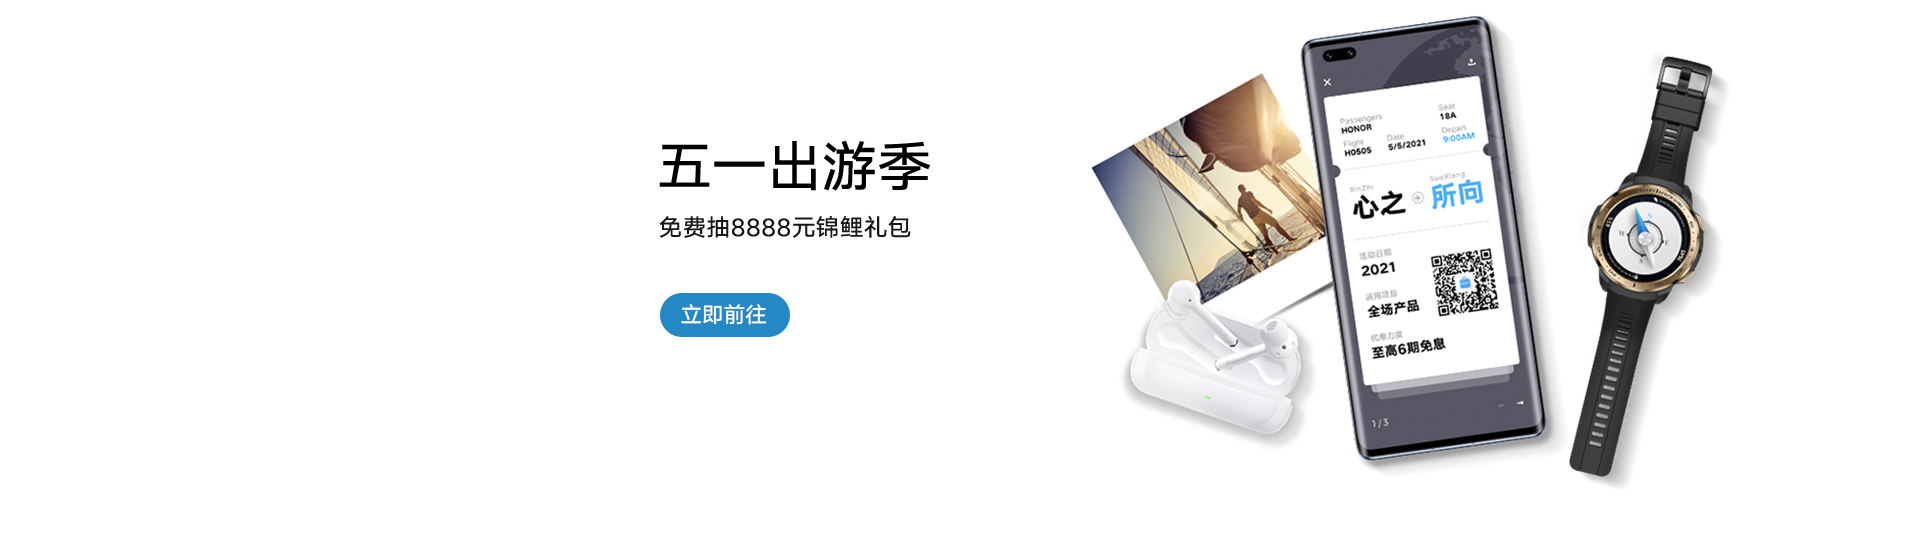 五一出游季
免费抽8888元锦鲤礼包
立即前往
Passengers
HONOR
Seat
18A
Flight
H0505
Date
5/5/2021
Depart
9:00AM
XinZhi
心之
SuoXiang
所向
活动日期
2021
适用项目
全场产品
优惠力度
至高6期免息
1/3
N
W
E
S